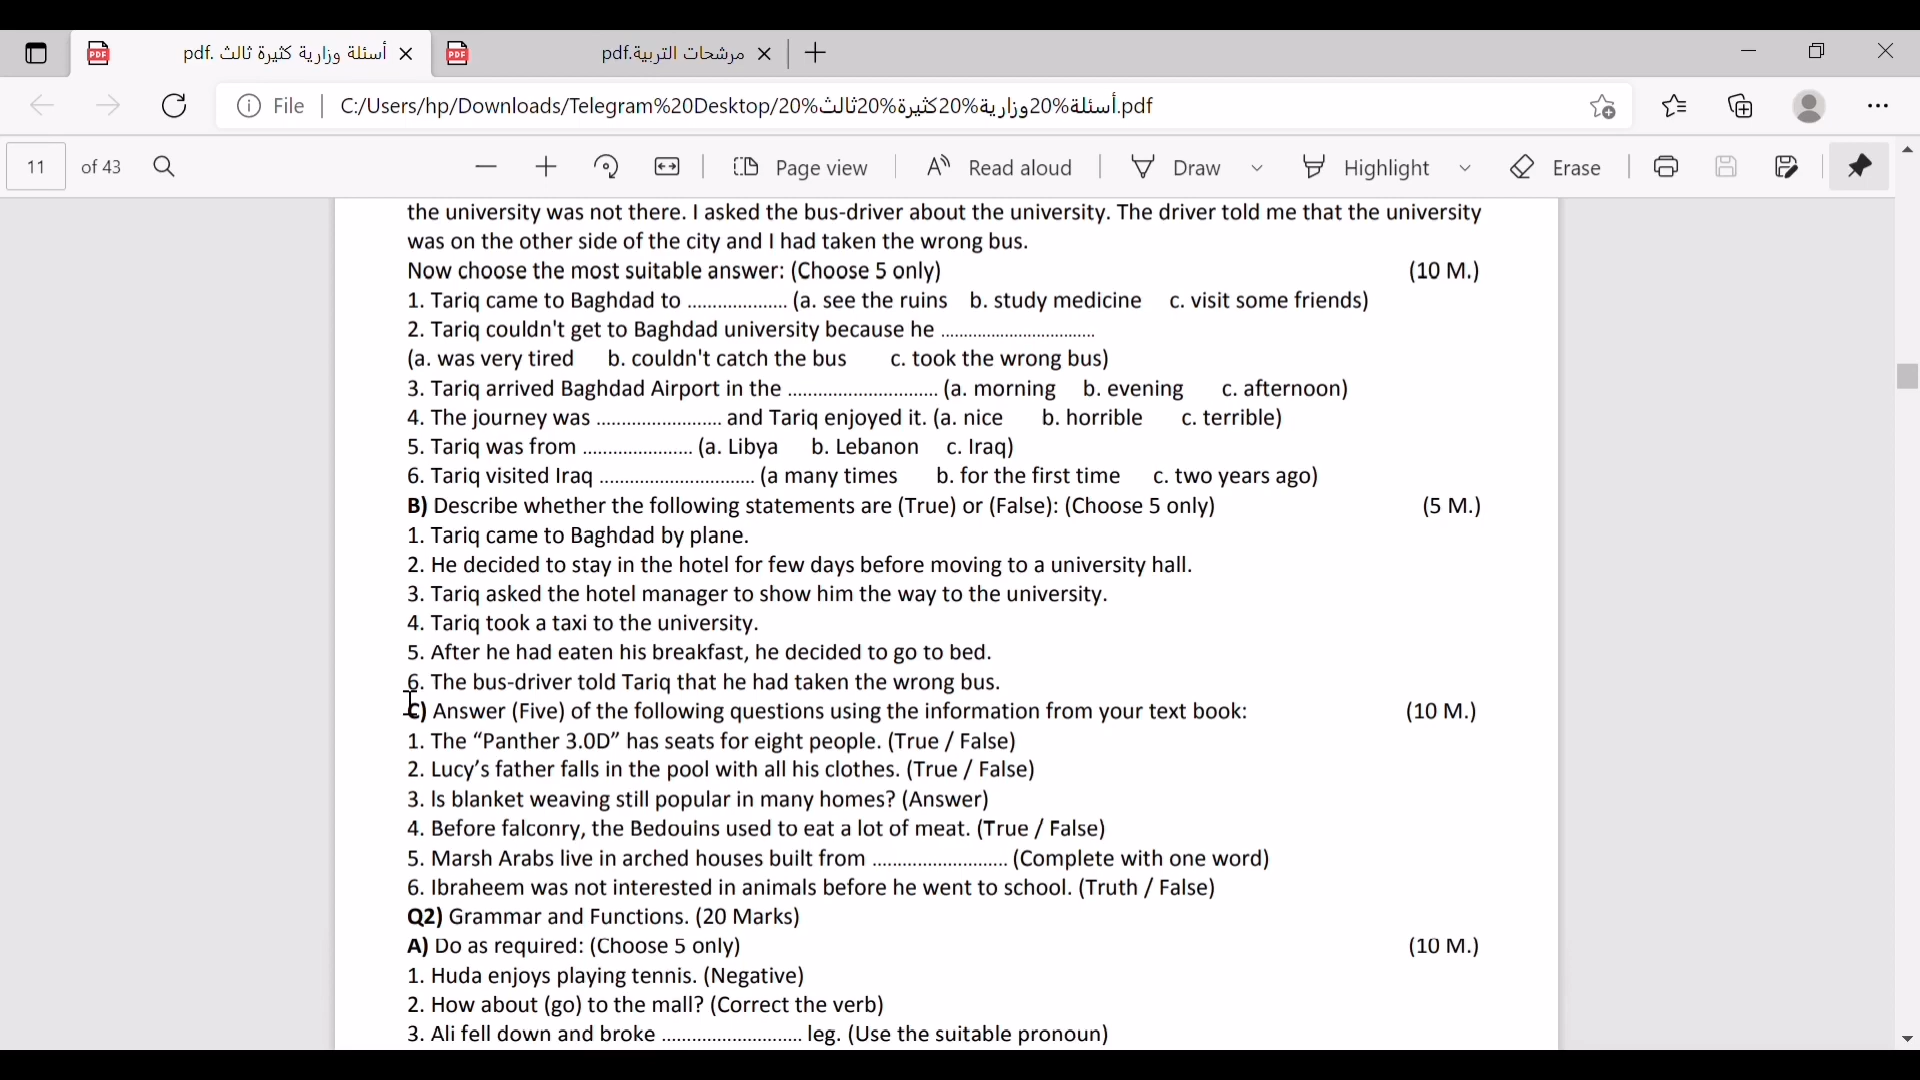 أسئلة وزارية كثيرة ثالث .pdf
مرشحات التربية.pdf
File
C:/Users/hp/Downloads/Telegram%20Desktop/20%أسئلة%20وزارية%20كثيرة%20ثالث.pdf
11 of 43
Page view
Read aloud
Draw
Highlight
Erase
the university was not there. I asked the bus-driver about the university. The driver told me that the university
was on the other side of the city and I had taken the wrong bus.
Now choose the most suitable answer: (Choose 5 only) (10 M.)
1. Tariq came to Baghdad to .................... (a. see the ruins b. study medicine c. visit some friends)
2. Tariq couldn't get to Baghdad university because he ................................
(a. was very tired b. couldn't catch the bus c. took the wrong bus)
3. Tariq arrived Baghdad Airport in the .............................. (a. morning b. evening c. afternoon)
4. The journey was ......................... and Tariq enjoyed it. (a. nice b. horrible c. terrible)
5. Tariq was from ...................... (a. Libya b. Lebanon c. Iraq)
6. Tariq visited Iraq ............................... (a many times b. for the first time c. two years ago)
B) Describe whether the following statements are (True) or (False): (Choose 5 only) (5 M.)
1. Tariq came to Baghdad by plane.
2. He decided to stay in the hotel for few days before moving to a university hall.
3. Tariq asked the hotel manager to show him the way to the university.
4. Tariq took a taxi to the university.
5. After he had eaten his breakfast, he decided to go to bed.
6. The bus-driver told Tariq that he had taken the wrong bus.
C) Answer (Five) of the following questions using the information from your text book: (10 M.)
1. The “Panther 3.0D” has seats for eight people. (True / False)
2. Lucy’s father falls in the pool with all his clothes. (True / False)
3. Is blanket weaving still popular in many homes? (Answer)
4. Before falconry, the Bedouins used to eat a lot of meat. (True / False)
5. Marsh Arabs live in arched houses built from ........................... (Complete with one word)
6. Ibraheem was not interested in animals before he went to school. (Truth / False)
Q2) Grammar and Functions. (20 Marks)
A) Do as required: (Choose 5 only) (10 M.)
1. Huda enjoys playing tennis. (Negative)
2. How about (go) to the mall? (Correct the verb)
3. Ali fell down and broke ............................ leg. (Use the suitable pronoun)